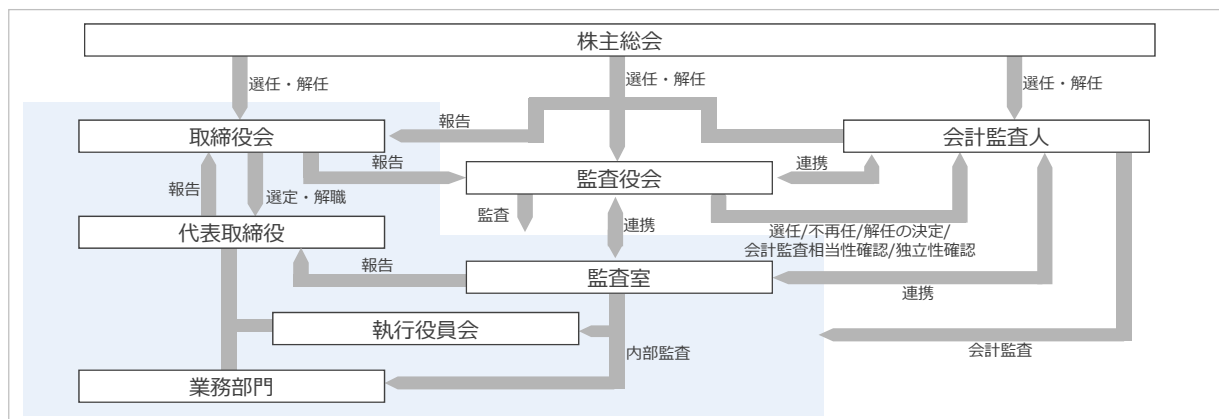 株主総会
選任・解任
選任・解任
選任・解任
報告
取締役会
会計監査人
報告
連携
監査役会
報告
選定・解職
監査
連携
代表取締役
選任/不再任/解任の決定/
会計監査相当性確認/独立性確認
報告
監査室
連携
執行役員会
内部監査
会計監査
業務部門